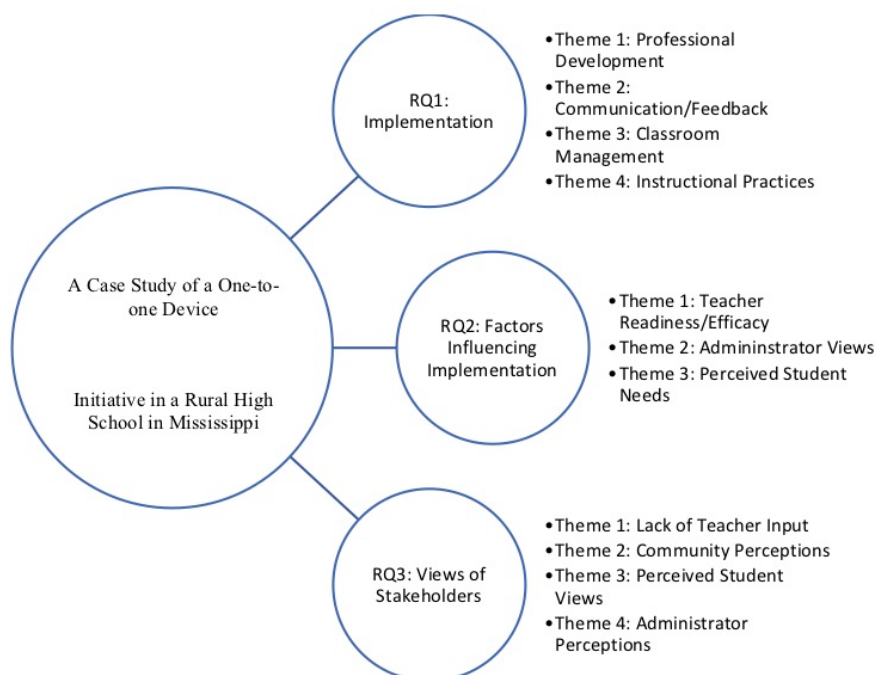 A Case Study of a One-to-
one Device
Initiative in a Rural High
School in Mississippi
RQ1:
Implementation
•Theme 1: Professional
Development
•Theme 2:
Communication/Feedback
•Theme 3: Classroom
Management
•Theme 4: Instructional Practices
RQ2: Factors
Influencing
Implementation
•Theme 1: Teacher
Readiness/Efficacy
•Theme 2: Admininstrator Views
•Theme 3: Perceived Student
Needs
RQ3: Views of
Stakeholders
•Theme 1: Lack of Teacher Input
•Theme 2: Community Perceptions
•Theme 3: Perceived Student
Views
•Theme 4: Administrator
Perceptions